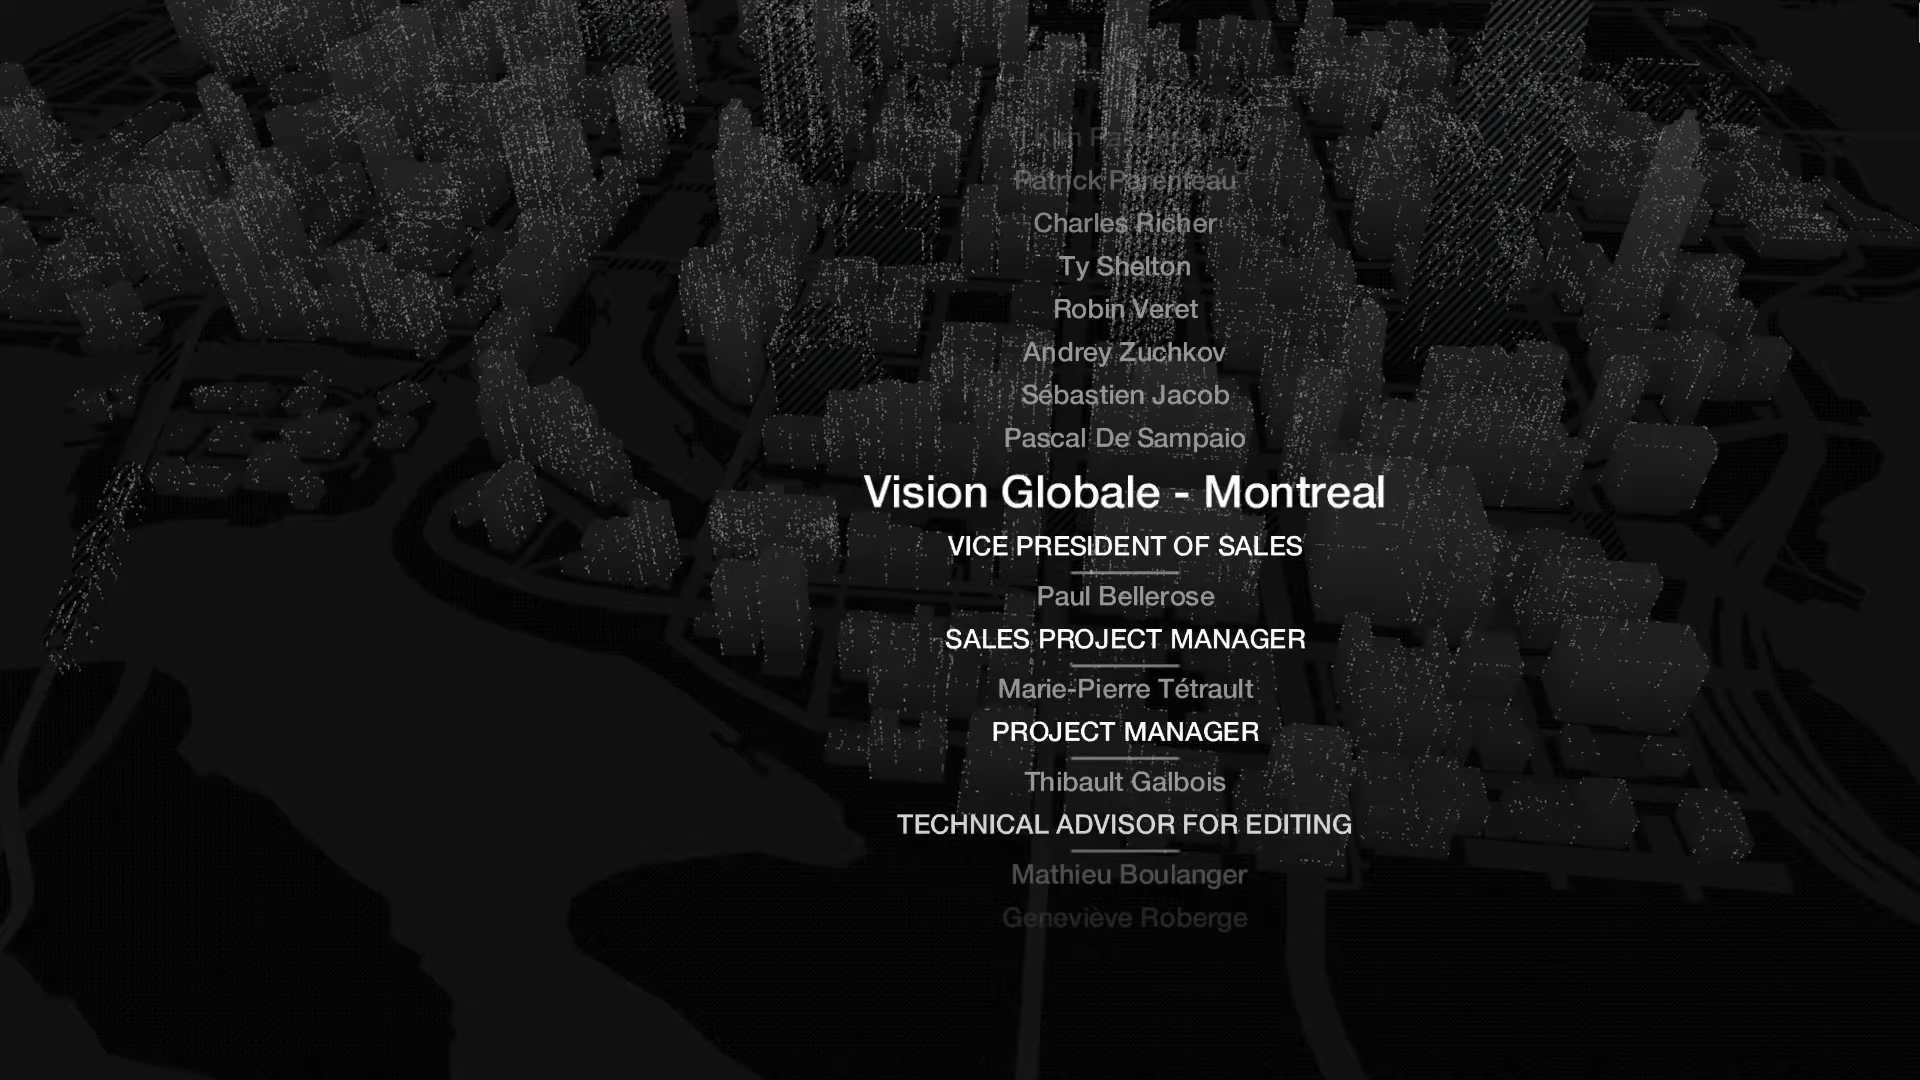 Patrick Parenteau
Charles Richer
Ty Shelton
Robin Veret
Andrey Zuchkov
Sébastien Jacob
Pascal De Sampaio
Vision Globale - Montreal
VICE PRESIDENT OF SALES
Paul Bellerose
SALES PROJECT MANAGER
Marie-Pierre Tétrault
PROJECT MANAGER
Thibault Galbois
TECHNICAL ADVISOR FOR EDITING
Mathieu Boulanger
Geneviève Roberge